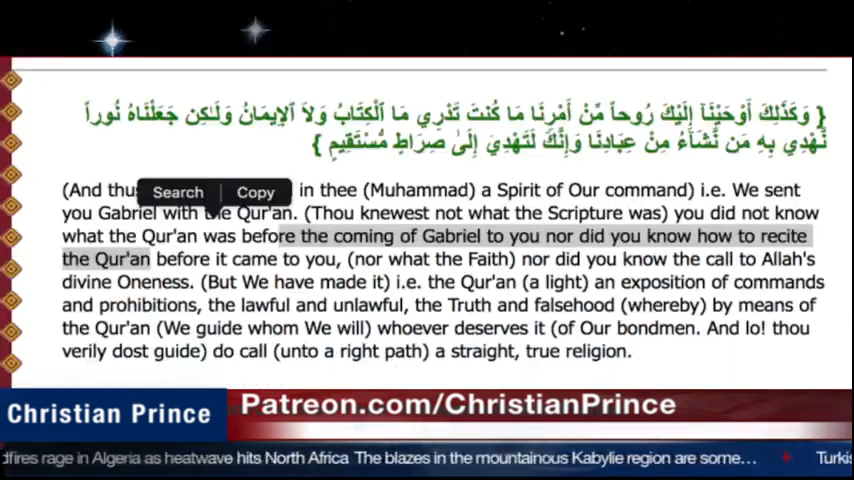 { وَكَذَلِكَ أَوْحَيْنَآ إِلَيْكَ رُوحاً مِّنْ أَمْرِنَا مَا كُنتَ تَدْرِي مَا ٱلْكِتَابُ وَلاَ ٱلإِيمَانُ وَلَـٰكِن جَعَلْنَاهُ نُوراً
نَّهْدِي بِهِ مَن نَّشَآءُ مِنْ عِبَادِنَا وَإِنَّكَ لَتَهْدِيۤ إِلَىٰ صِرَاطٍ مُّسْتَقِيمٍ }
Search Copy
(And thus in thee (Muhammad) a Spirit of Our command) i.e. We sent
you Gabriel with the Qur'an. (Thou knewest not what the Scripture was) you did not know
what the Qur'an was before the coming of Gabriel to you nor did you know how to recite
the Qur'an before it came to you, (nor what the Faith) nor did you know the call to Allah's
divine Oneness. (But We have made it) i.e. the Qur'an (a light) an exposition of commands
and prohibitions, the lawful and unlawful, the Truth and falsehood (whereby) by means of
the Qur'an (We guide whom We will) whoever deserves it (of Our bondmen. And lo! thou
verily dost guide) do call (unto a right path) a straight, true religion.
Christian Prince
Patreon.com/ChristianPrince
dfires rage in Algeria as heatwave hits North Africa The blazes in the mountainous Kabylie region are some... Turkis